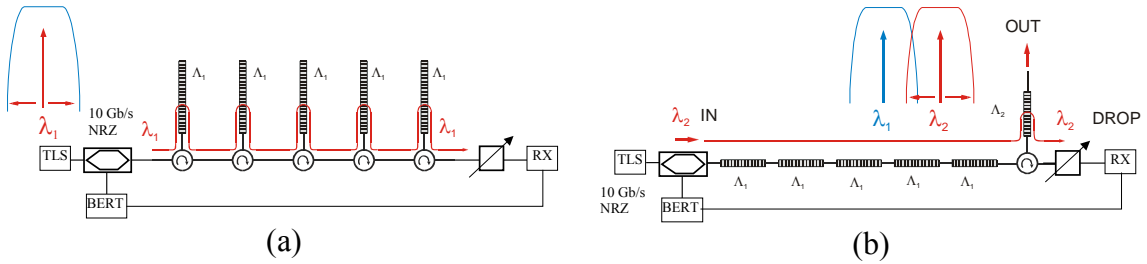 Λ₁ Λ₁ Λ₁ Λ₁ Λ₁
λ₁
10 Gb/s
NRZ
λ₁ λ₁
TLS
RX
BERT
(a)
OUT
λ₁ λ₂
Λ₂
λ₂ IN
λ₂ DROP
TLS
RX
Λ₁ Λ₁ Λ₁ Λ₁ Λ₁
10 Gb/s
NRZ
BERT
(b)